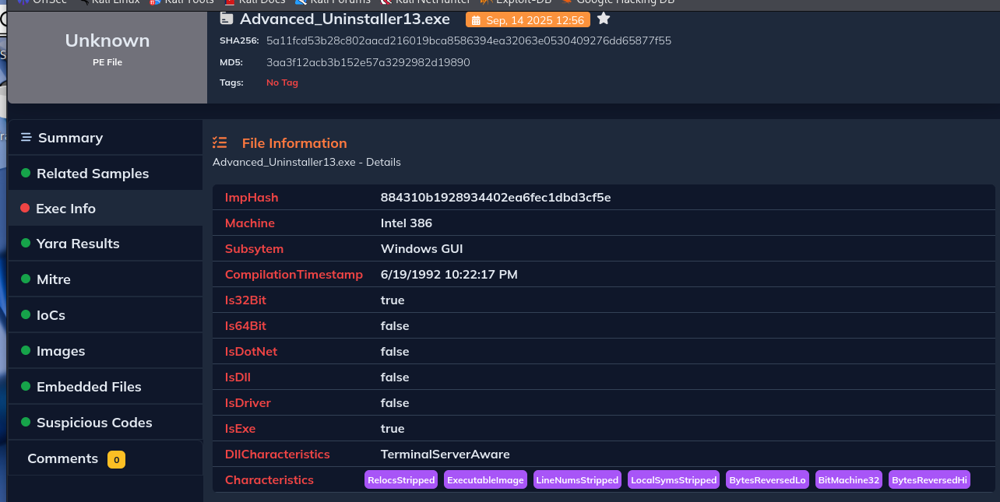 OffSec Kali Linux Kali Tools Kali Docs Kali Forums Kali NetHunter Exploit-DB Google Hacking DB
Unknown
PE File
Advanced_Uninstaller13.exe Sep, 14 2025 12:56
SHA256: 5a11fcd53b28c802aacd216019bca8586394ea32063e0530409276dd65877f55
MD5: 3aa3f12acb3b152e57a3292982d19890
Tags: No Tag
Summary
Related Samples
Exec Info
Yara Results
Mitre
IoCs
Images
Embedded Files
Suspicious Codes
Comments 0
File Information
Advanced_Uninstaller13.exe - Details
ImpHash 884310b1928934402ea6fec1dbd3cf5e
Machine Intel 386
Subsytem Windows GUI
CompilationTimestamp 6/19/1992 10:22:17 PM
Is32Bit true
Is64Bit false
IsDotNet false
IsDll false
IsDriver false
IsExe true
DllCharacteristics TerminalServerAware
Characteristics RelocsStripped ExecutableImage LineNumsStripped LocalSymsStripped BytesReversedLo BitMachine32 BytesReversedHi